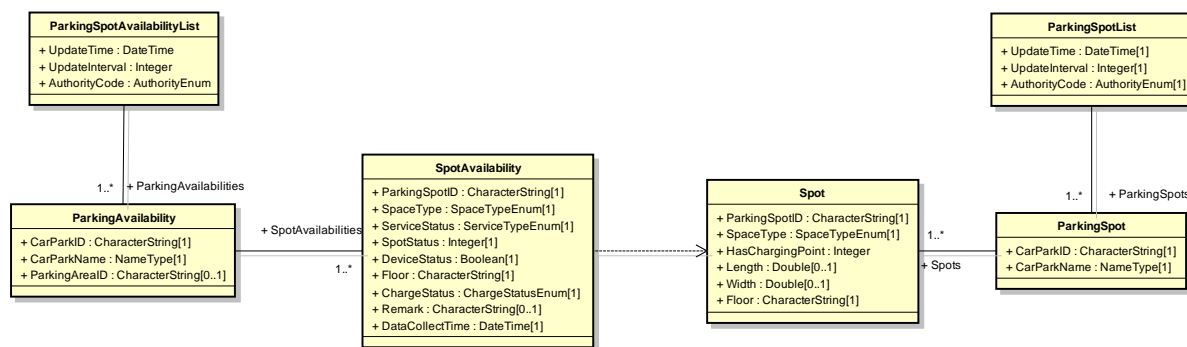 ParkingSpotAvailabilityList
+ UpdateTime : DateTime
+ UpdateInterval : Integer
+ AuthorityCode : AuthorityEnum
1..*
+ ParkingAvailabilities
ParkingAvailability
+ CarParkID : CharacterString[1]
+ CarParkName : NameType[1]
+ ParkingAreaID : CharacterString[0..1]
+ SpotAvailabilities
1..*
SpotAvailability
+ ParkingSpotID : CharacterString[1]
+ SpaceType : SpaceTypeEnum[1]
+ ServiceStatus : ServiceTypeEnum[1]
+ SpotStatus : Integer[1]
+ DeviceStatus : Boolean[1]
+ Floor : CharacterString[1]
+ ChargeStatus : ChargeStatusEnum[1]
+ Remark : CharacterString[0..1]
+ DataCollectTime : DateTime[1]
Spot
+ ParkingSpotID : CharacterString[1]
+ SpaceType : SpaceTypeEnum[1]
+ HasChargingPoint : Integer
+ Length : Double[0..1]
+ Width : Double[0..1]
+ Floor : CharacterString[1]
1..*
+ Spots
ParkingSpotList
+ UpdateTime : DateTime[1]
+ UpdateInterval : Integer[1]
+ AuthorityCode : AuthorityEnum[1]
1..*
+ ParkingSpots
ParkingSpot
+ CarParkID : CharacterString[1]
+ CarParkName : NameType[1]